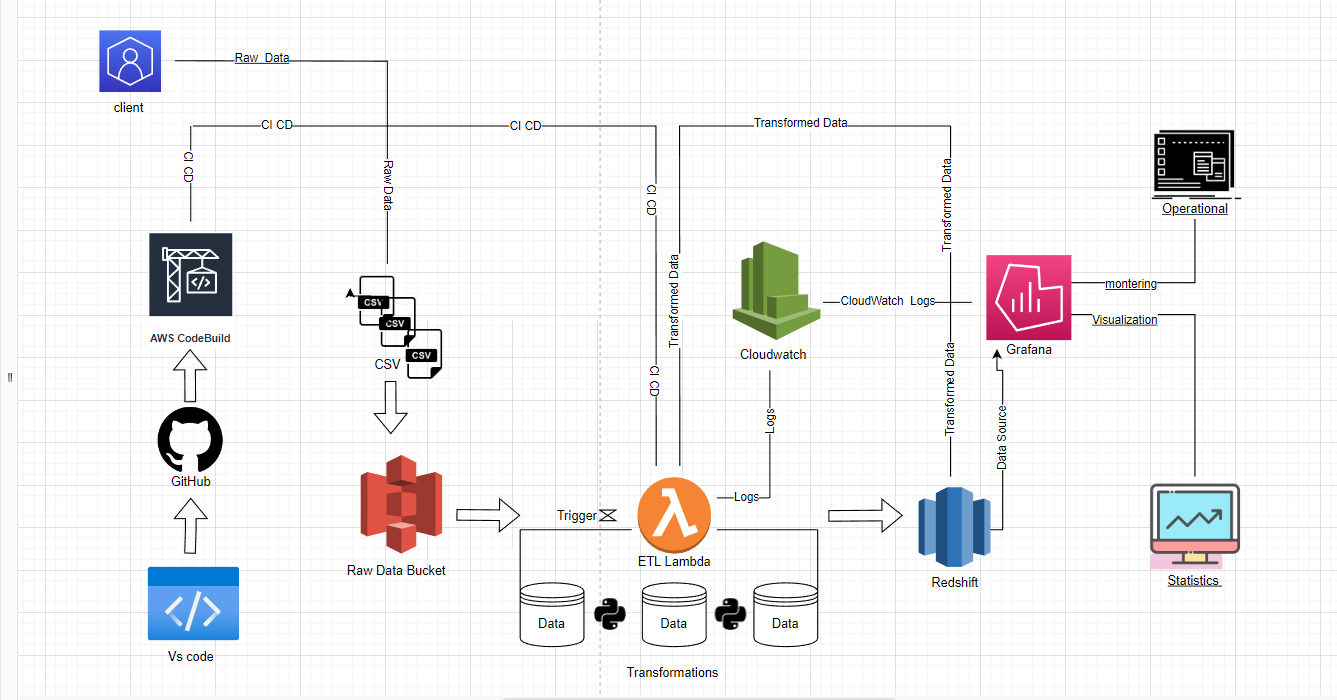 Raw  Data
client
CI CD
CI CD
Transformed Data
CI CD
Raw Data
CI CD
Transformed Data
Operational
Transformed Data
montering
CloudWatch  Logs
CSV
CSV
CSV
CSV
Visualization
AWS CodeBuild
Cloudwatch
Grafana
CI CD
Transformed Data
Logs
Data Source
GitHub
Logs
Trigger
ETL Lambda
Raw Data Bucket
Redshift
Statistics
Data
Data
Data
Vs code
Transformations